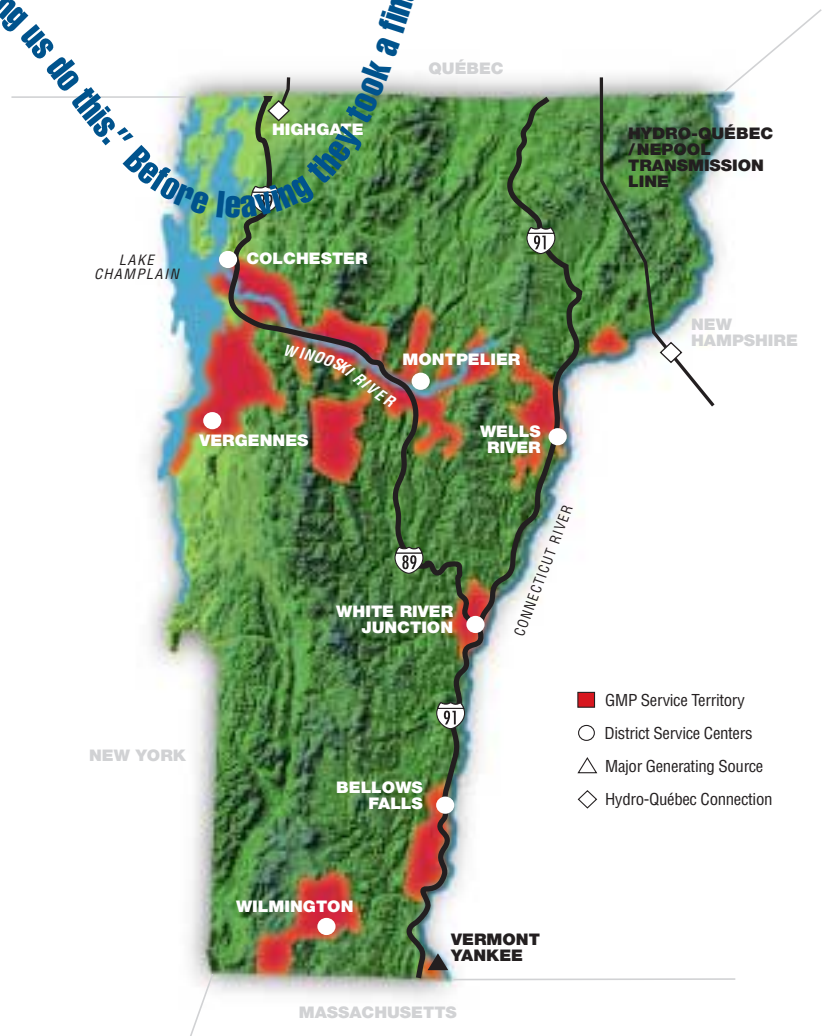 ng us do this." Before leaving they took a fin
QUÉBEC
HIGHGATE
HYDRO-QUÉBEC
/NEPOOL
TRANSMISSION
LINE
91
LAKE
CHAMPLAIN
COLCHESTER
NEW
HAMPSHIRE
WINOOSKI RIVER
MONTPELIER
VERGENNES
WELLS
RIVER
CONNECTICUT RIVER
89
WHITE RIVER
JUNCTION
GMP Service Territory
District Service Centers
Major Generating Source
Hydro-Québec Connection
91
NEW YORK
BELLOWS
FALLS
WILMINGTON
VERMONT
YANKEE
MASSACHUSETTS